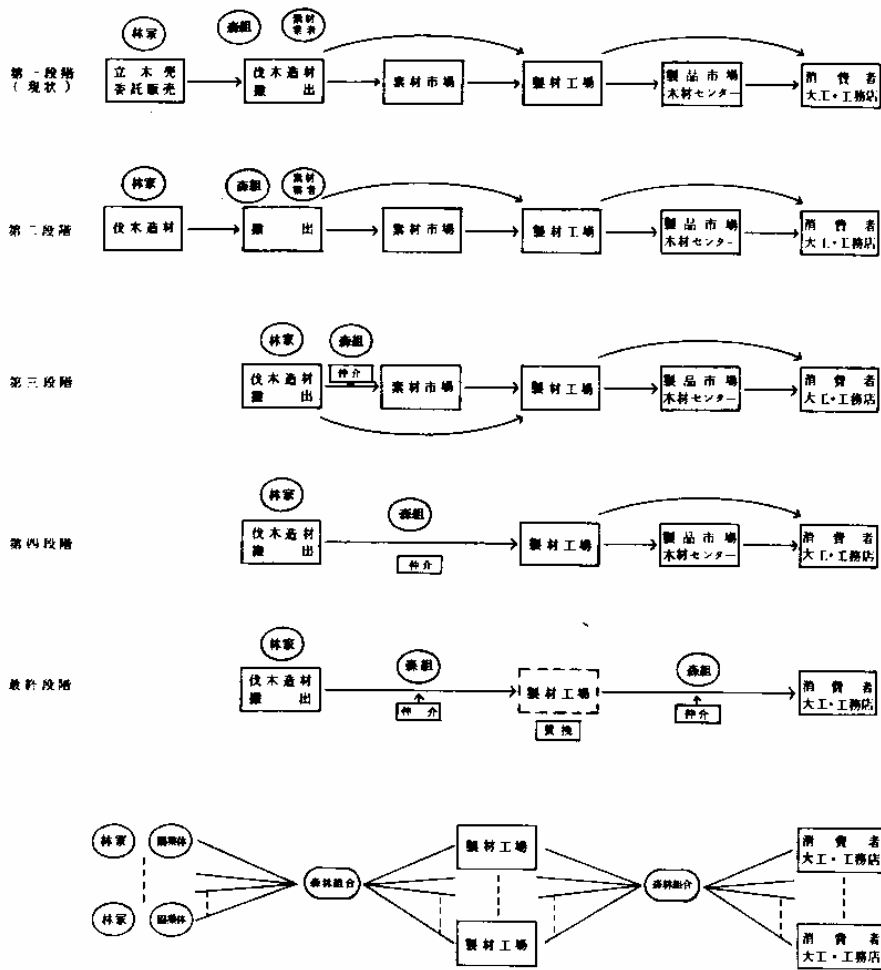 林家
森組
素材
業者
第一段階
(現状)
立木売
委託販売
伐木造材
搬出
素材市場
製材工場
製品市場
木材センター
消費者
大工・工務店
林家
森組
素材
業者
第二段階
伐木造材
搬出
素材市場
製材工場
製品市場
木材センター
消費者
大工・工務店
林家
森組
第三段階
伐木造材
搬出
仲介
素材市場
製材工場
製品市場
木材センター
消費者
大工・工務店
林家
森組
第四段階
伐木造材
搬出
仲介
製材工場
製品市場
木材センター
消費者
大工・工務店
林家
森組
森組
最終段階
伐木造材
搬出
仲介
製材工場
賃挽
仲介
消費者
大工・工務店
林家
製材工場
消費者
大工・工務店
森林組合
森林組合
林家
製材工場
消費者
大工・工務店